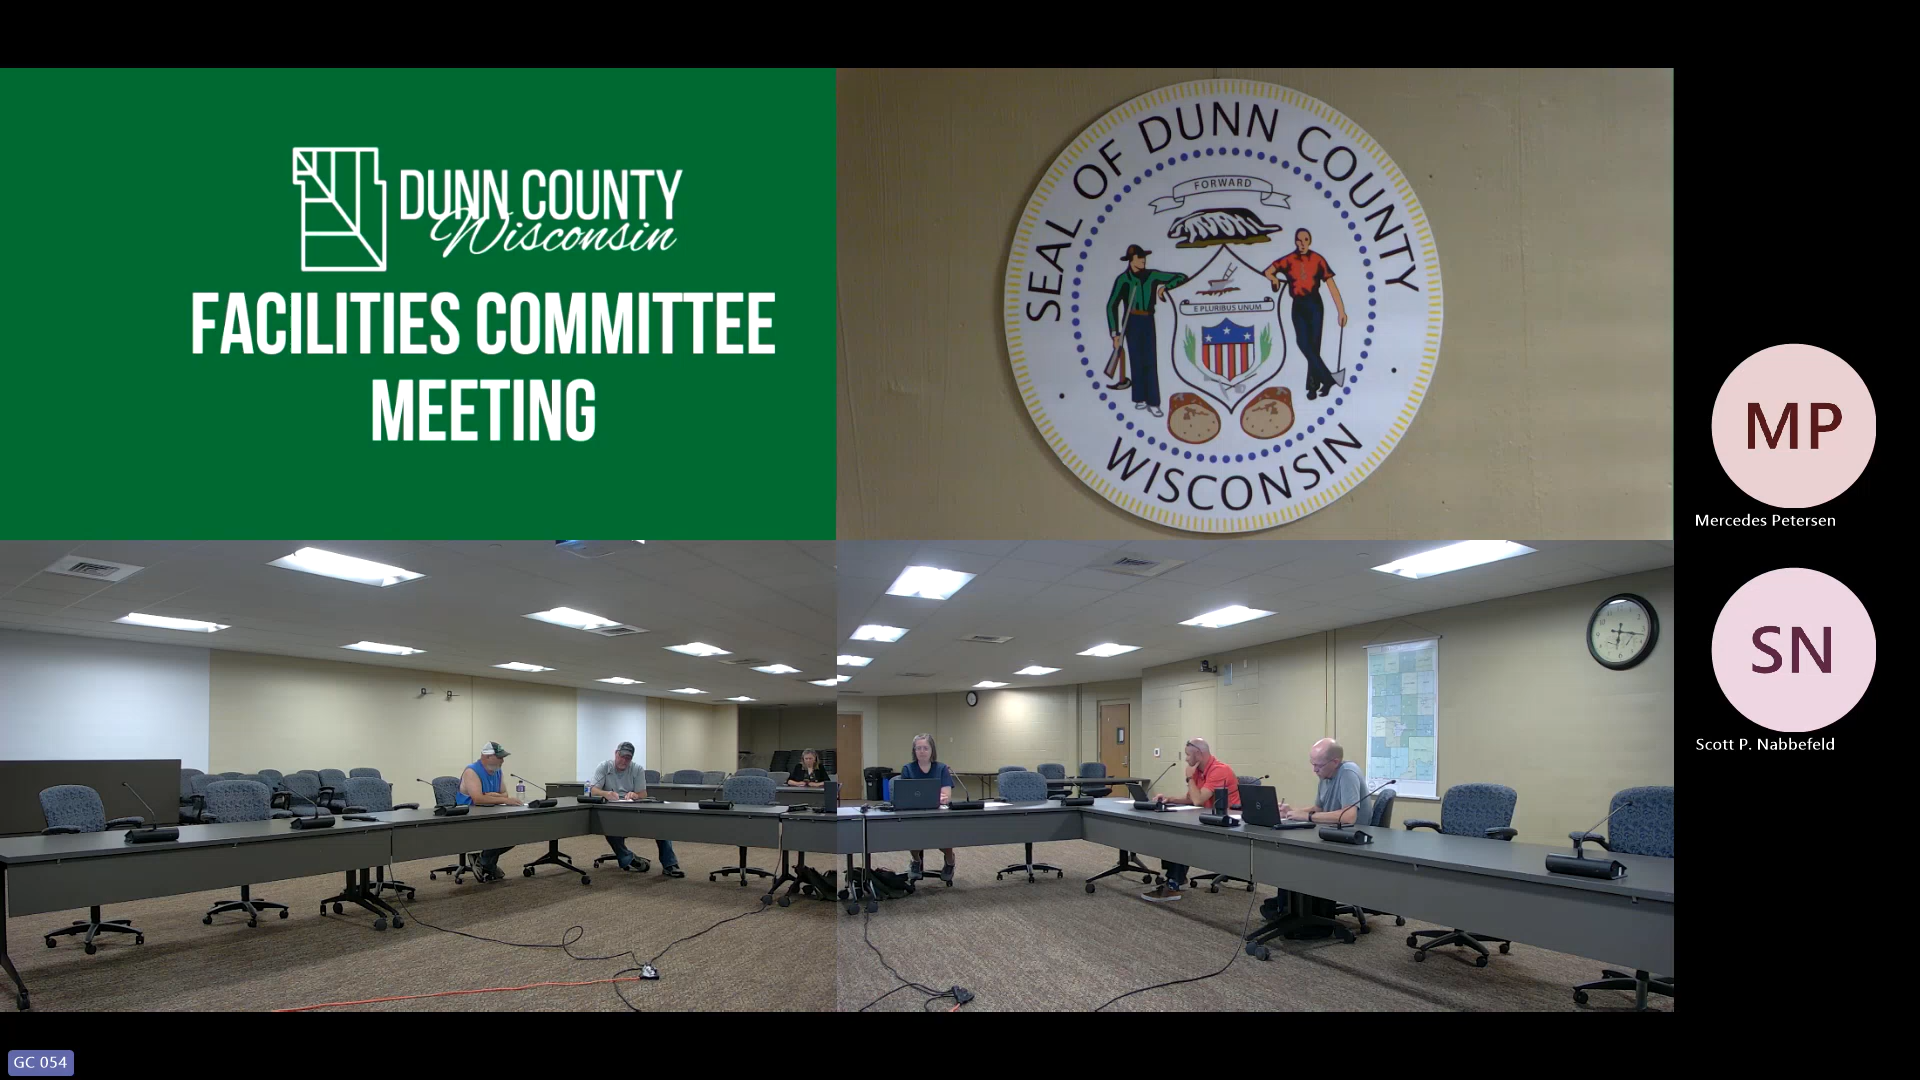 DUNN COUNTY
Wisconsin
FACILITIES COMMITTEE
MEETING
SEAL OF DUNN COUNTY
FORWARD
E PLURIBUS UNUM
WISCONSIN
MP
Mercedes Petersen
SN
Scott P. Nabbefeld
GC 054